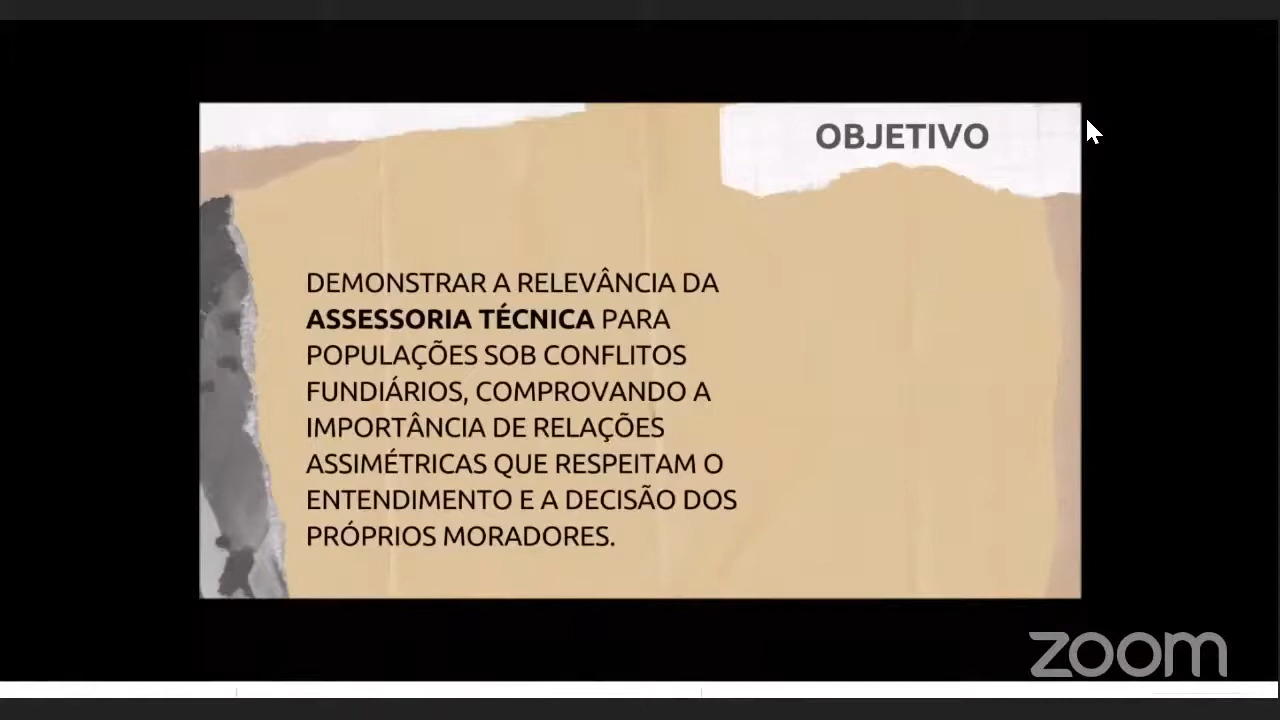 OBJETIVO
DEMONSTRAR A RELEVÂNCIA DA
ASSESSORIA TÉCNICA PARA
POPULAÇÕES SOB CONFLITOS
FUNDIÁRIOS, COMPROVANDO A
IMPORTÂNCIA DE RELAÇÕES
ASSIMÉTRICAS QUE RESPEITAM O
ENTENDIMENTO E A DECISÃO DOS
PRÓPRIOS MORADORES.
zoom